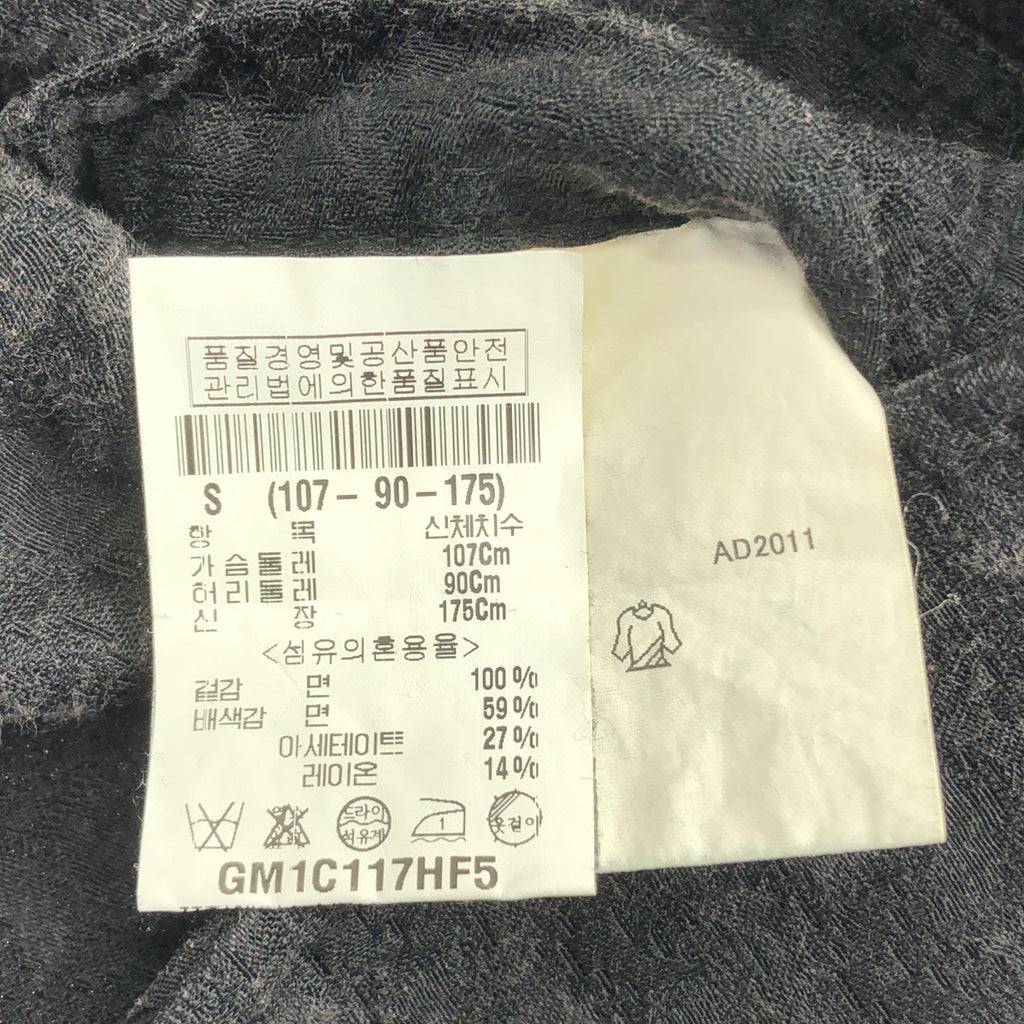 품질경영및공산품안전
관리법에의한품질표시
S (107 – 90 – 175)
항 목 신체치수
가슴둘레 107Cm
허리둘레 90Cm
신 장 175Cm
<섬유의혼용율>
겉감 면 100 %
배색감 면 59 %
아세테이트 27 %
레이온 14 %
드라이
석유계
1
옷걸이
GM1C117HF5
AD2011